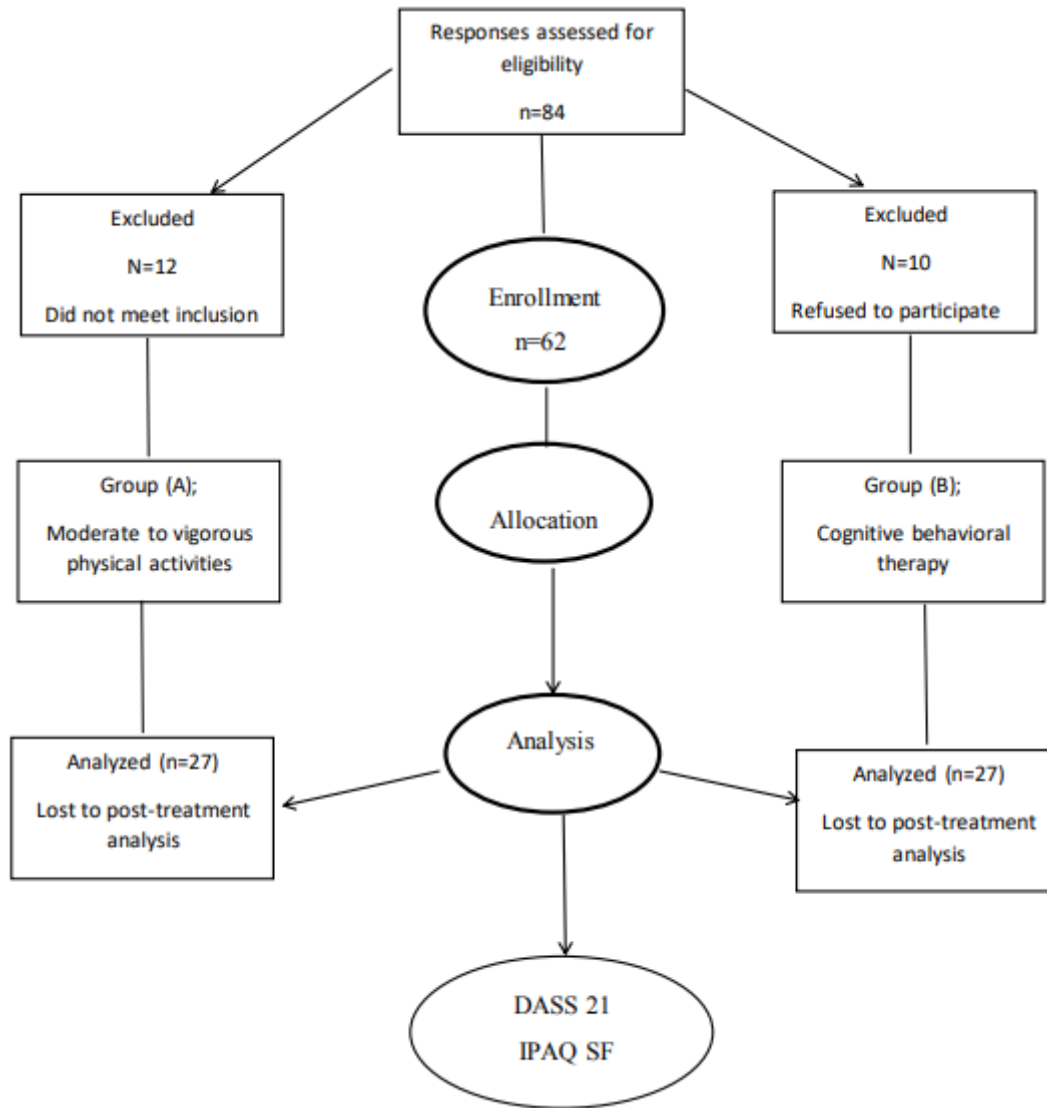 Responses assessed for
eligibility
n=84
Excluded
N=12
Did not meet inclusion
Enrollment
n=62
Excluded
N=10
Refused to participate
Group (A);
Moderate to vigorous
physical activities
Allocation
Group (B);
Cognitive behavioral
therapy
Analysis
Analyzed (n=27)
Lost to post-treatment
analysis
Analyzed (n=27)
Lost to post-treatment
analysis
DASS 21
IPAQ SF